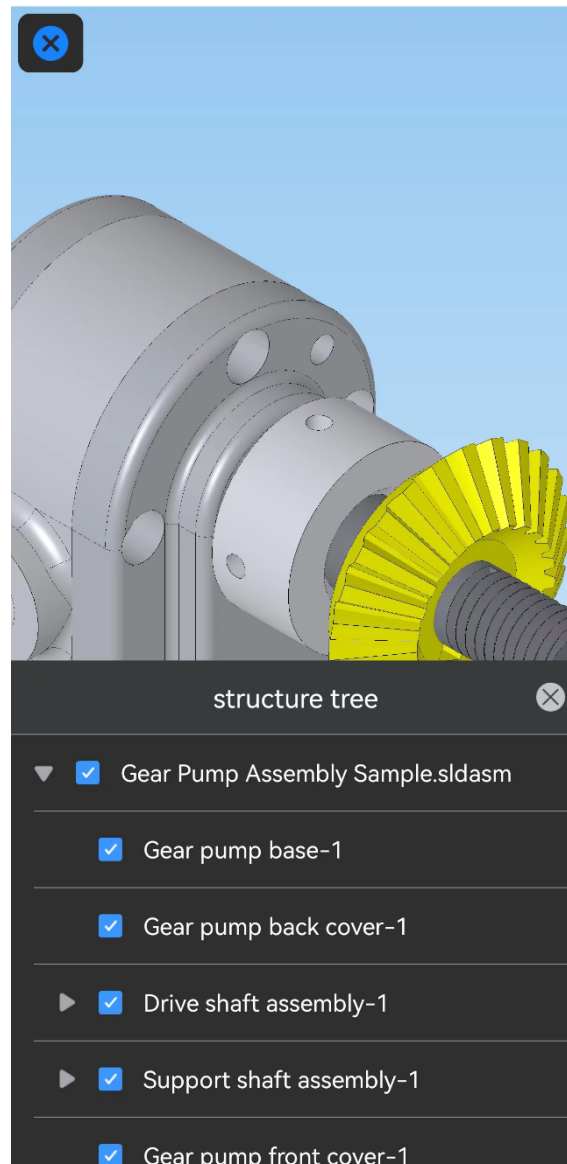 structure tree
Gear Pump Assembly Sample.sldasm
Gear pump base-1
Gear pump back cover-1
Drive shaft assembly-1
Support shaft assembly-1
Gear pump front cover-1